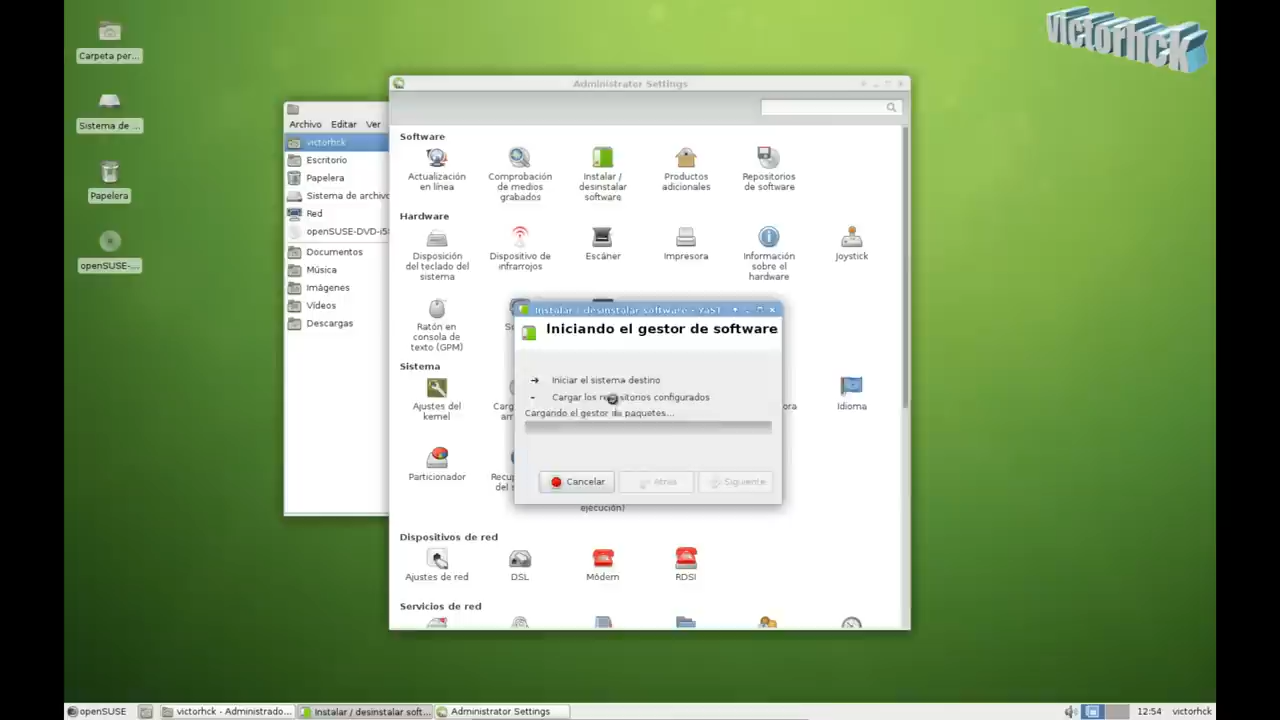 victorhck
Carpeta per...
Sistema de ...
Papelera
openSUSE-...
Archivo Editar Ver
victorhck
Escritorio
Papelera
Sistema de archivo
Red
openSUSE-DVD-i5
Documentos
Música
Imágenes
Vídeos
Descargas
Administrator Settings
Software
Actualización
en línea
Comprobación
de medios
grabados
Instalar /
desinstalar
software
Productos
adicionales
Repositorios
de software
Hardware
Disposición
del teclado del
sistema
Dispositivo de
infrarrojos
Escáner
Impresora
Información
sobre el
hardware
Joystick
Ratón en
consola de
texto (GPM)
Sistema
Ajustes del
kernel
Idioma
Particionador
ejecución)
Dispositivos de red
Ajustes de red
DSL
Módem
RDSI
Servicios de red
Instalar / desinstalar software - YaST
Iniciando el gestor de software
Iniciar el sistema destino
- Cargar los repositorios configurados
Cargando el gestor de paquetes...
Cancelar
Atrás
Siguiente
openSUSE
victorhck - Administrado...
Instalar / desinstalar soft...
Administrator Settings
12:54
victorhck